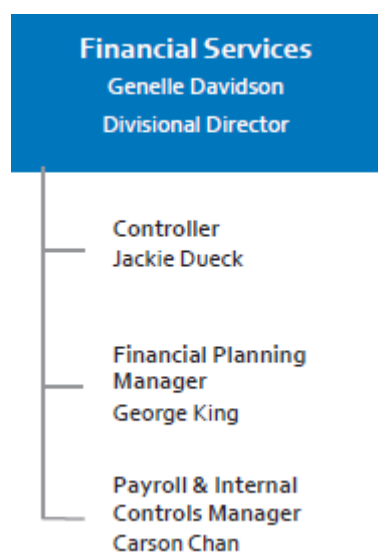 Financial Services
Genelle Davidson
Divisional Director
Controller
Jackie Dueck
Financial Planning
Manager
George King
Payroll & Internal
Controls Manager
Carson Chan